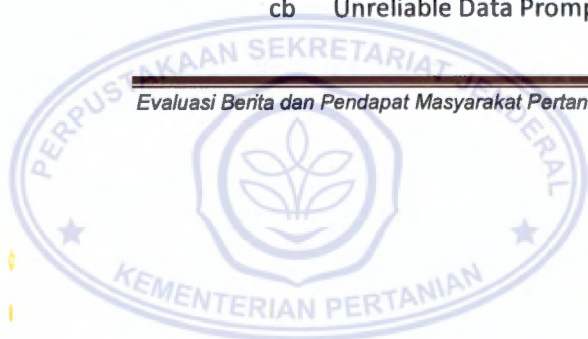 cb Unreliable Data Promp
Evaluasi Berita dan Pendapat Masyarakat Pertan
PERPUSTAKAAN SEKRETARIAT JENDERAL
KEMENTERIAN PERTANIAN